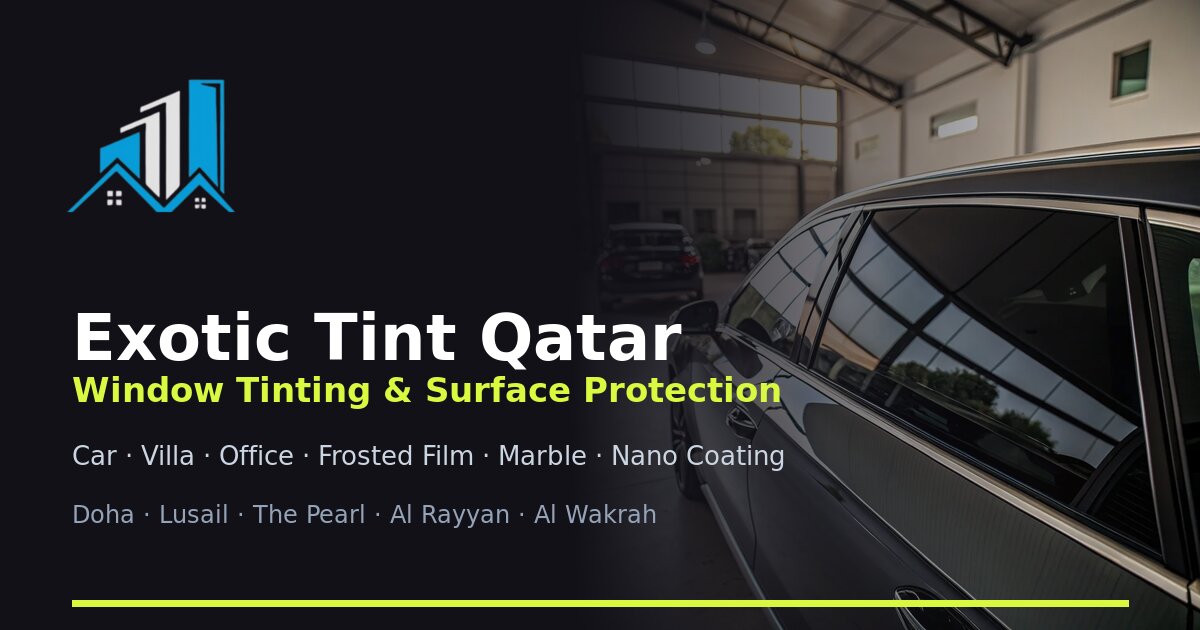 Exotic Tint Qatar
Window Tinting & Surface Protection
Car · Villa · Office · Frosted Film · Marble · Nano Coating
Doha · Lusail · The Pearl · Al Rayyan · Al Wakrah